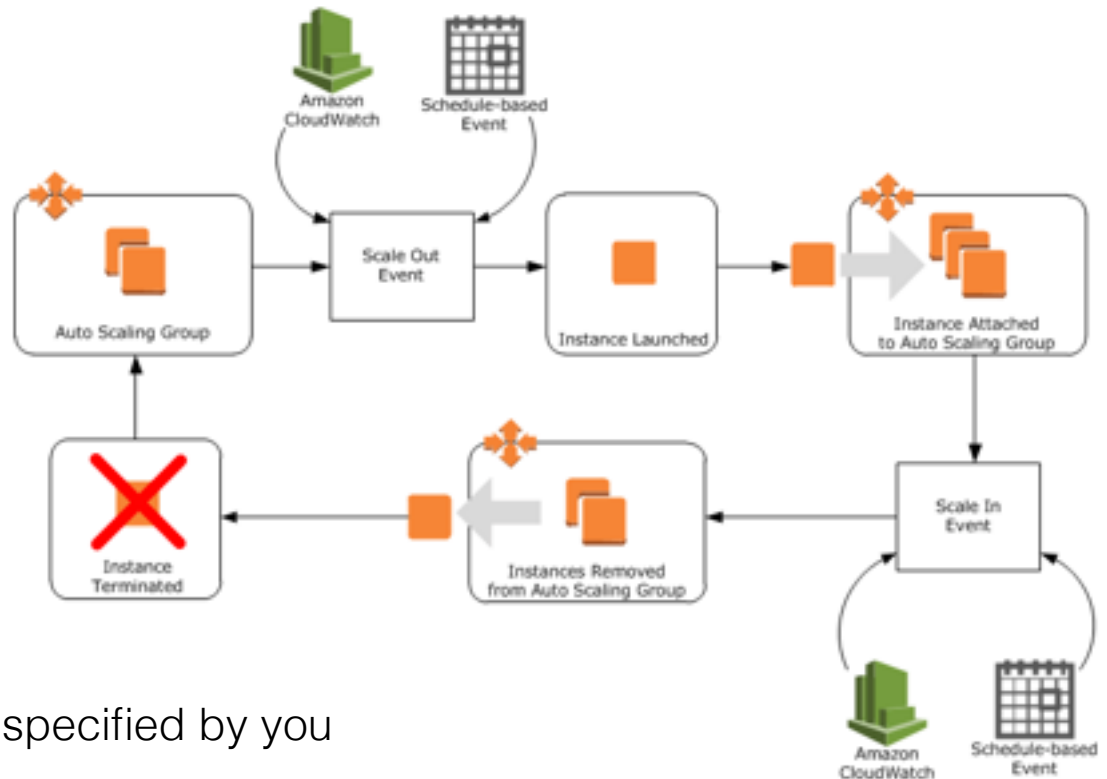 Amazon
CloudWatch
Schedule-based
Event
Auto Scaling Group
Scale Out
Event
Instance Launched
Instance Attached
to Auto Scaling Group
Instance
Terminated
Instances Removed
from Auto Scaling Group
Scale In
Event
specified by you
Amazon
CloudWatch
Schedule-based
Event